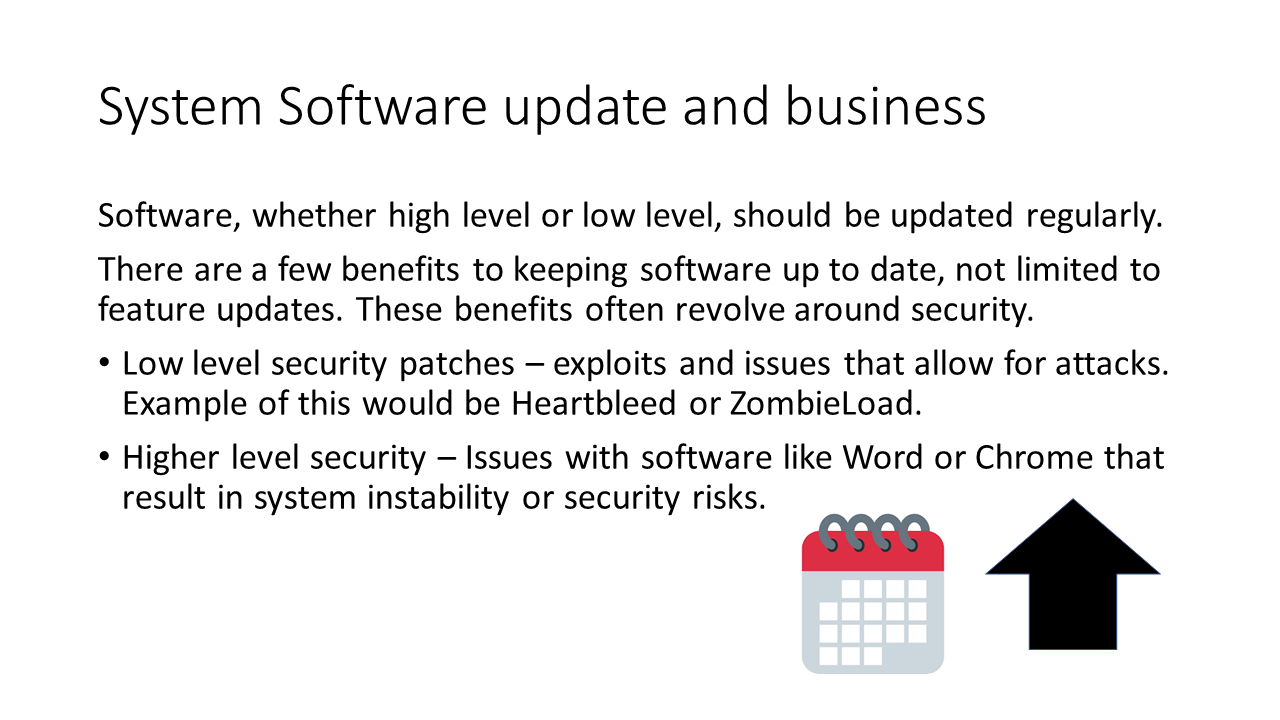 System Software update and business
Software, whether high level or low level, should be updated regularly.
There are a few benefits to keeping software up to date, not limited to
feature updates. These benefits often revolve around security.
• Low level security patches – exploits and issues that allow for attacks.
Example of this would be Heartbleed or ZombieLoad.
• Higher level security – Issues with software like Word or Chrome that
result in system instability or security risks.